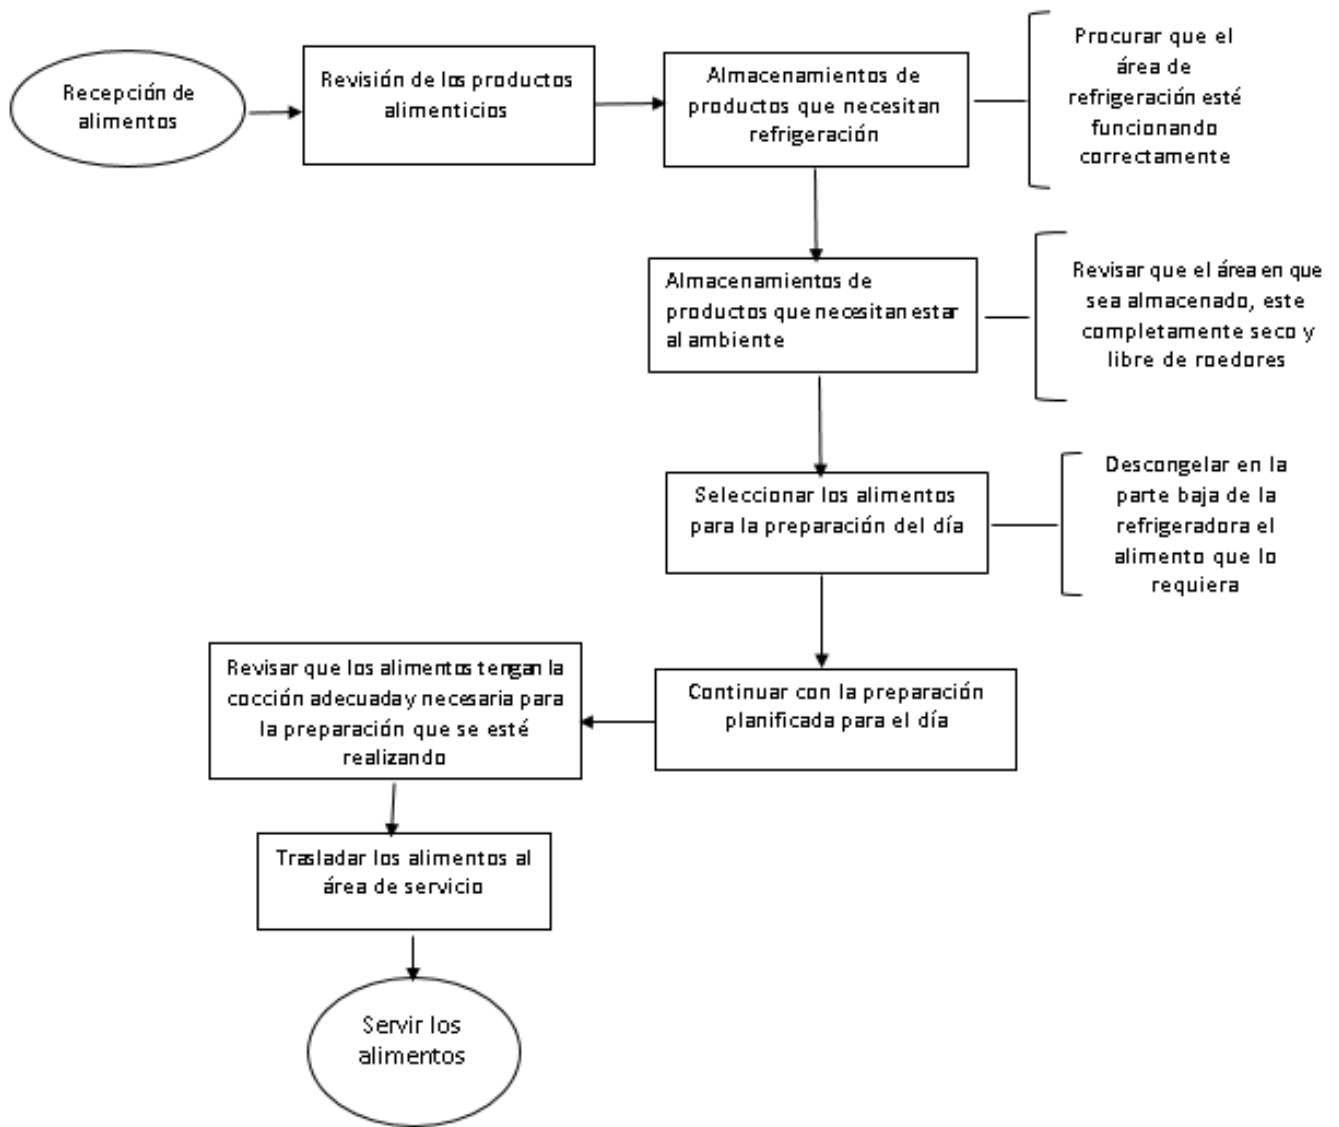 Recepción de
alimentos
Revisión de los productos
alimenticios
Almacenamientos de
productos que necesitan
refrigeración
Procurar que el
área de
refrigeración esté
funcionando
correctamente
Almacenamientos de
productos que necesitan estar
al ambiente
Revisar que el área en que
sea almacenado, este
completamente seco y
libre de roedores
Seleccionar los alimentos
para la preparación del día
Descongelar en la
parte baja de la
refrigeradora el
alimento que lo
requiera
Continuar con la preparación
planificada para el día
Revisar que los alimentos tengan la
cocción adecuada y necesaria para
la preparación que se esté
realizando
Trasladar los alimentos al
área de servicio
Servir los
alimentos